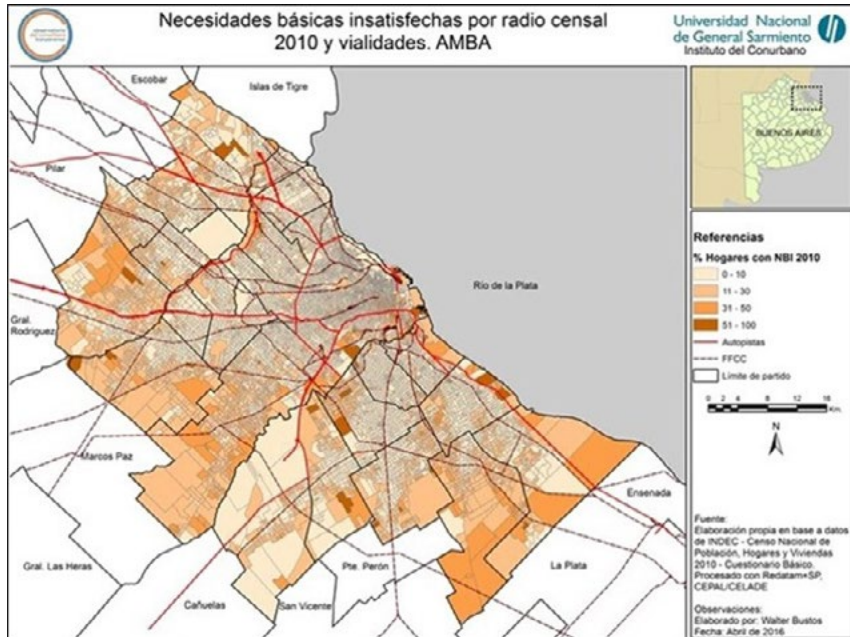 Necesidades básicas insatisfechas por radio censal
2010 y vialidades. AMBA
Universidad Nacional
de General Sarmiento
Instituto del Conurbano
Escobar
Islas de Tigre
Pilar
Río de la Plata
Gral.
Rodriguez
Marcos Paz
Gral. Las Heras
Cañuelas
San Vicente
Pte. Perón
La Plata
Ensenada
BUENOS AIRES
Referencias
% Hogares con NBI 2010
0 - 10
11 - 30
31 - 50
51 - 100
Autopistas
FFCC
Límite de partido
0 2 4 8 12 16
Km.
N
Fuente:
Elaboración propia en base a datos
de INDEC - Censo Nacional de
Población, Hogares y Viviendas
2010 - Cuestionario Básico.
Procesado con Redatam+SP,
CEPAL/CELADE
Observaciones:
Elaborado por: Walter Bustos
Fecha: Abril de 2016